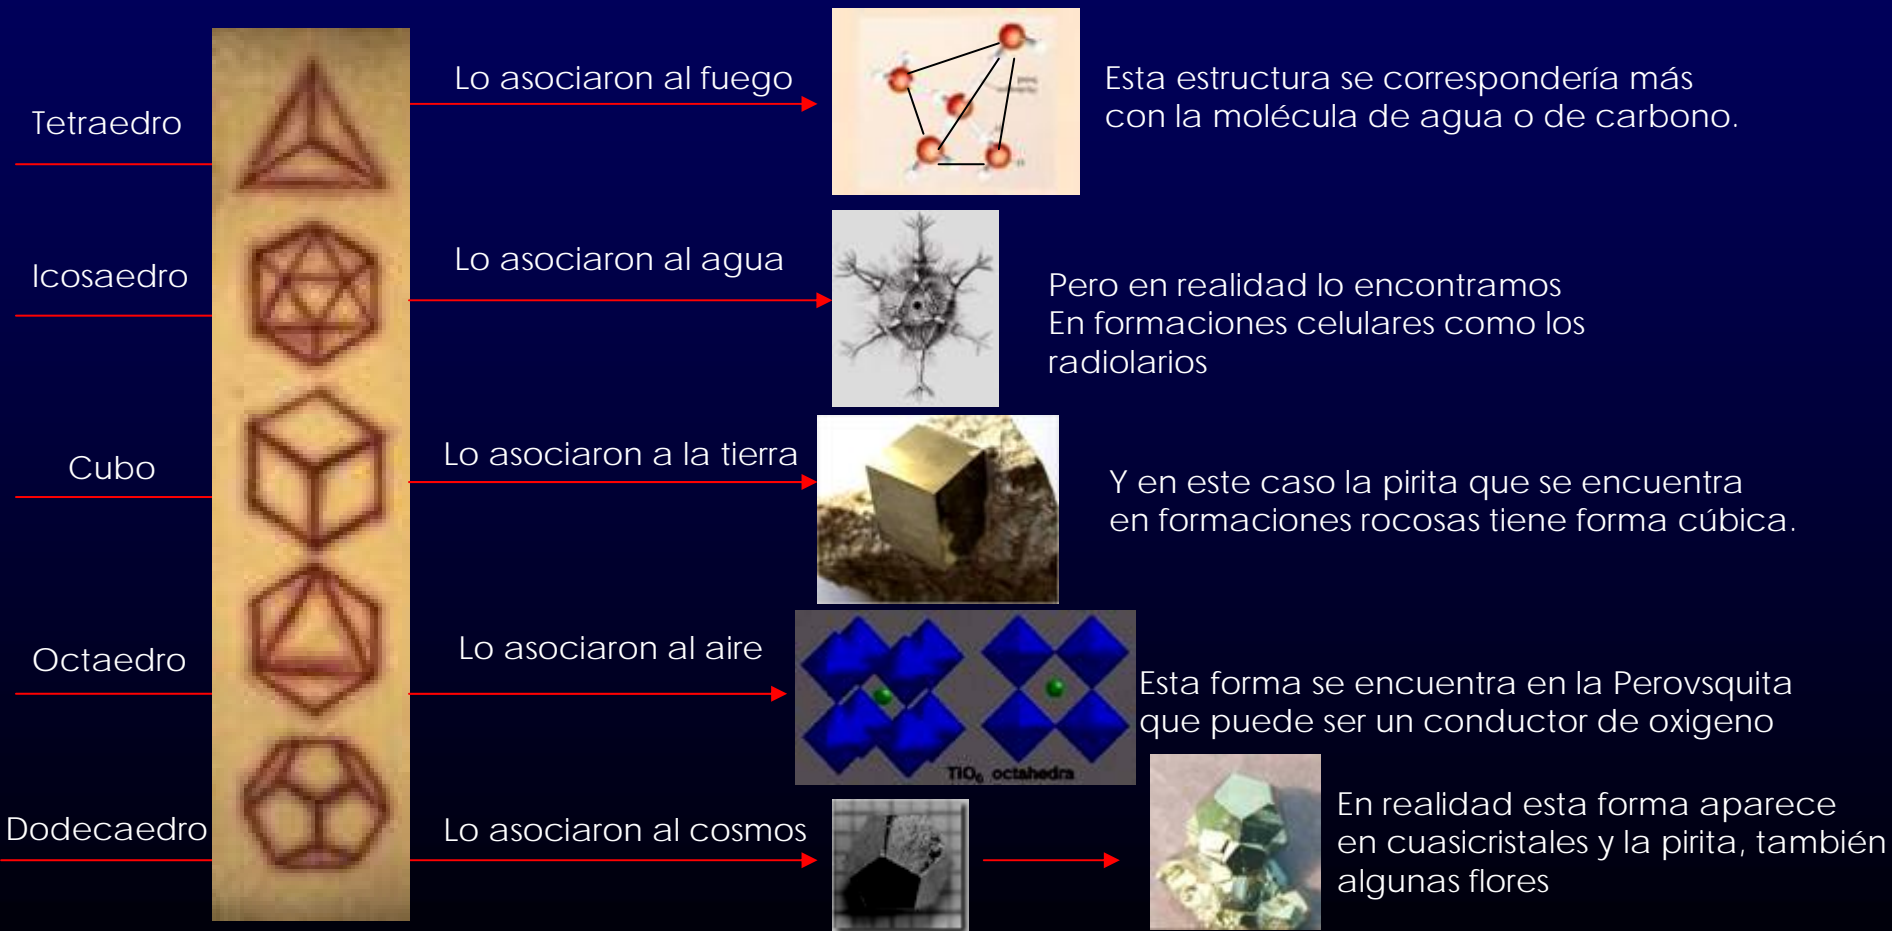 Tetraedro
Lo asociaron al fuego
Esta estructura se correspondería más
con la molécula de agua o de carbono.
Icosaedro
Lo asociaron al agua
Pero en realidad lo encontramos
En formaciones celulares como los
radiolarios
Cubo
Lo asociaron a la tierra
Y en este caso la pirita que se encuentra
en formaciones rocosas tiene forma cúbica.
Octaedro
Lo asociaron al aire
TiO₆ octahedra
Esta forma se encuentra en la Perovsquita
que puede ser un conductor de oxigeno
Dodecaedro
Lo asociaron al cosmos
En realidad esta forma aparece
en cuasicristales y la pirita, también
algunas flores